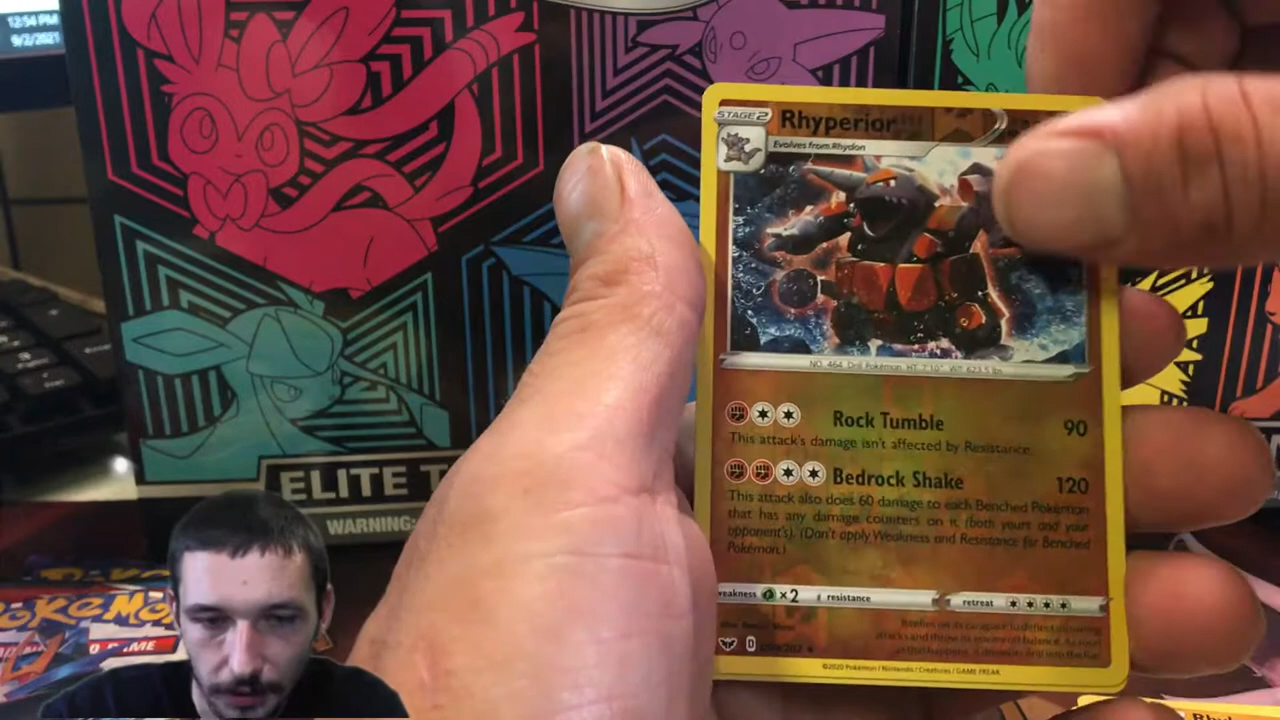 12:54 PM
9/2/2021
STAGE 2
Rhyperior
Evolves from Rhydon
NO. 464 Drill Pokémon HT: 7'10" WT: 623.5 lbs
Rock Tumble 90
This attack's damage isn't affected by Resistance.
Bedrock Shake 120
This attack also does 60 damage to each Benched Pokémon
that has any damage counters on it (both yours and your
opponent's). (Don't apply Weakness and Resistance for Benched
Pokémon.)
weakness ×2 resistance retreat
D
©2020 Pokémon / Nintendo / Creatures / GAME FREAK
ELITE T
WARNING:
POKéMON